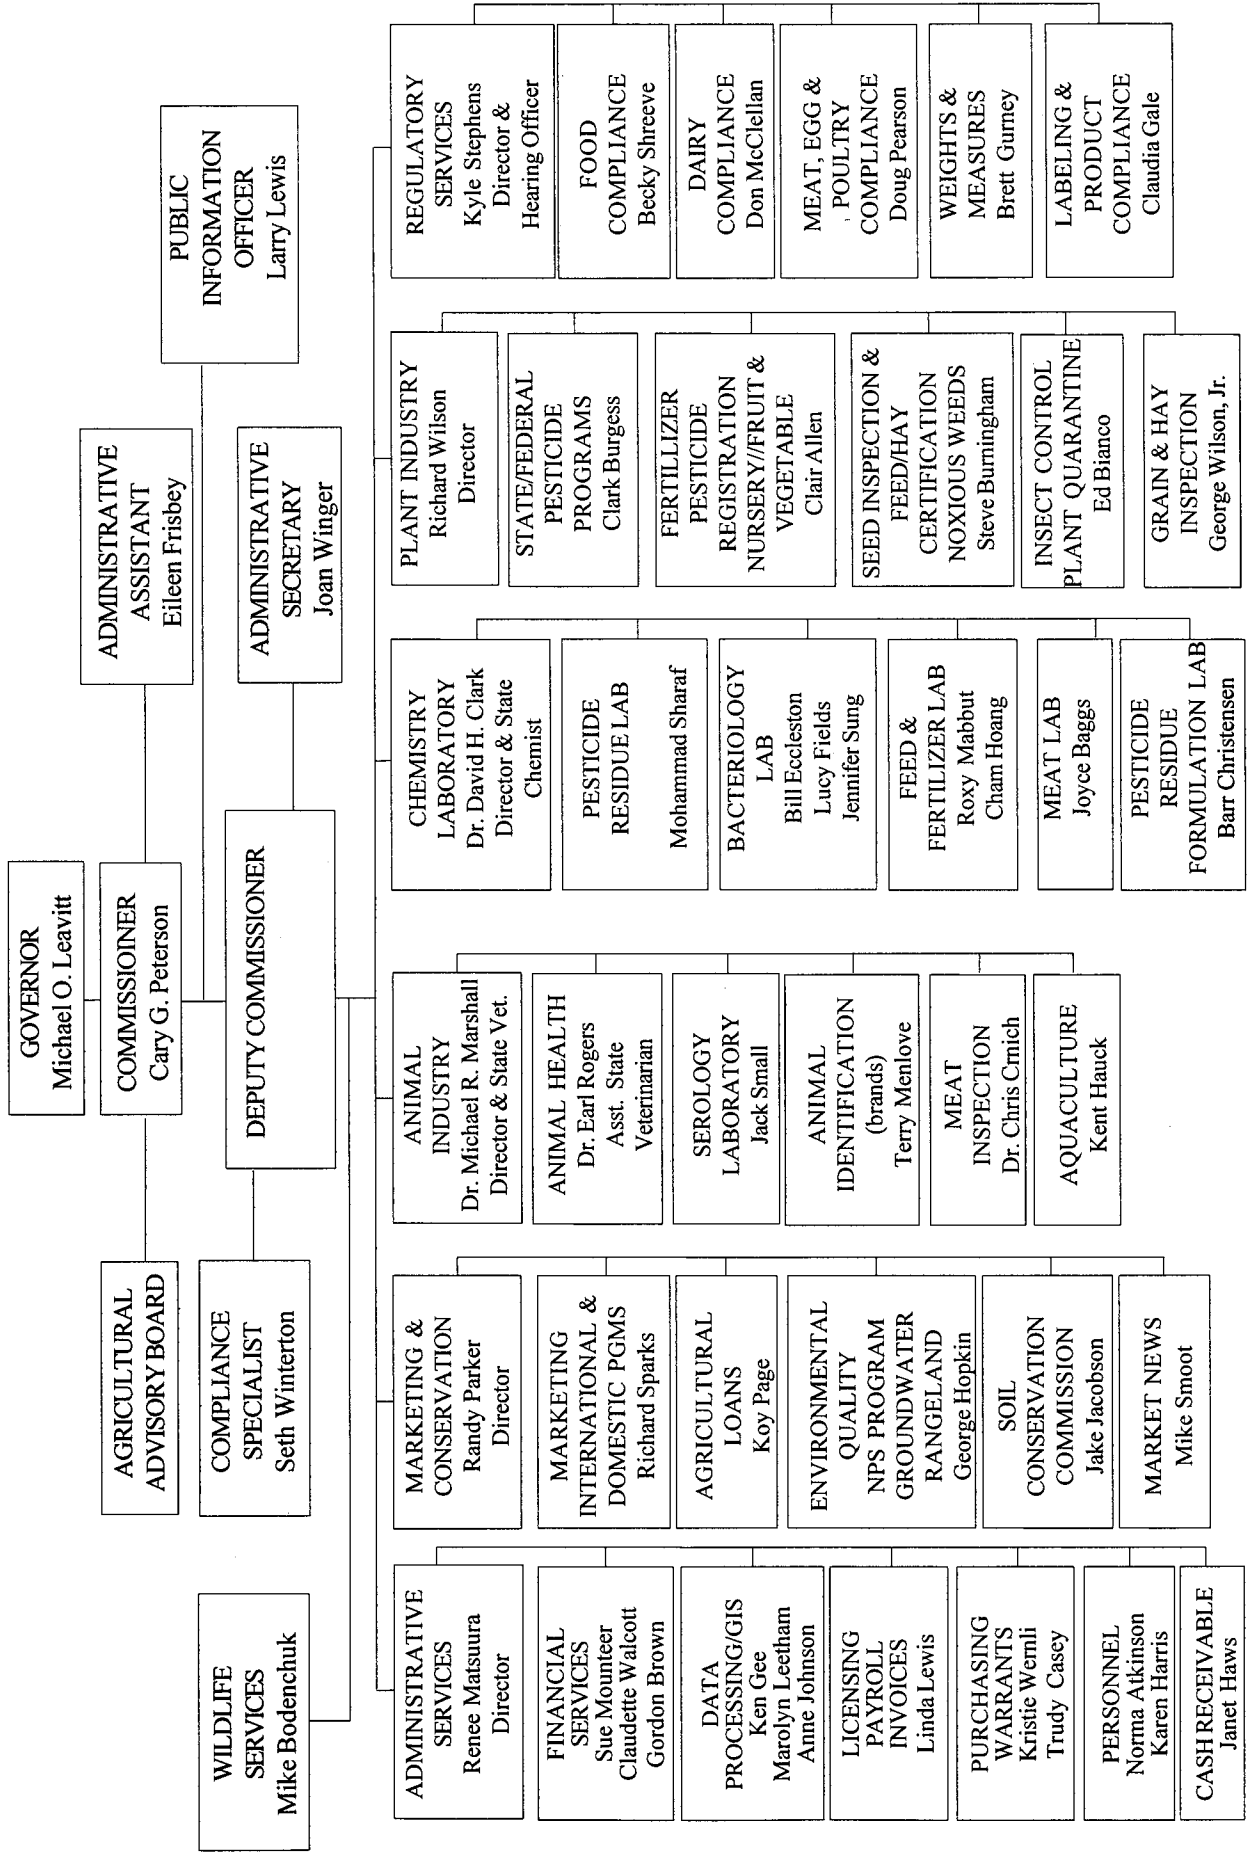 GOVERNOR
Michael O. Leavitt
COMMISSIOINER
Cary G. Peterson
AGRICULTURAL
ADVISORY BOARD
ADMINISTRATIVE
ASSISTANT
Eileen Frisbey
PUBLIC
INFORMATION
OFFICER
Larry Lewis
DEPUTY COMMISSIONER
WILDLIFE
SERVICES
Mike Bodenchuk
COMPLIANCE
SPECIALIST
Seth Winterton
ADMINISTRATIVE
SECRETARY
Joan Winger
ADMINISTRATIVE
SERVICES
Renee Matsuura
Director
FINANCIAL
SERVICES
Sue Mounteer
Claudette Walcott
Gordon Brown
DATA
PROCESSING/GIS
Ken Gee
Marolyn Leetham
Anne Johnson
LICENSING
PAYROLL
INVOICES
Linda Lewis
PURCHASING
WARRANTS
Kristie Wernli
Trudy Casey
PERSONNEL
Norma Atkinson
Karen Harris
CASH RECEIVABLE
Janet Haws
MARKETING &
CONSERVATION
Randy Parker
Director
MARKETING
INTERNATIONAL &
DOMESTIC PGMS
Richard Sparks
AGRICULTURAL
LOANS
Koy Page
ENVIRONMENTAL
QUALITY
NPS PROGRAM
GROUNDWATER
RANGELAND
George Hopkin
SOIL
CONSERVATION
COMMISSION
Jake Jacobson
MARKET NEWS
Mike Smoot
ANIMAL
INDUSTRY
Dr. Michael R. Marshall
Director & State Vet.
ANIMAL HEALTH
Dr. Earl Rogers
Asst. State
Veterinarian
SEROLOGY
LABORATORY
Jack Small
ANIMAL
IDENTIFICATION
(brands)
Terry Menlove
MEAT
INSPECTION
Dr. Chris Crnich
AQUACULTURE
Kent Hauck
CHEMISTRY
LABORATORY
Dr. David H. Clark
Director & State
Chemist
PESTICIDE
RESIDUE LAB
Mohammad Sharaf
BACTERIOLOGY
LAB
Bill Eccleston
Lucy Fields
Jennifer Sung
FEED &
FERTILIZER LAB
Roxy Mabbut
Cham Hoang
MEAT LAB
Joyce Baggs
PESTICIDE
RESIDUE
FORMULATION LAB
Barr Christensen
PLANT INDUSTRY
Richard Wilson
Director
STATE/FEDERAL
PESTICIDE
PROGRAMS
Clark Burgess
FERTILIZER
PESTICIDE
REGISTRATION
NURSERY//FRUIT &
VEGETABLE
Clair Allen
SEED INSPECTION &
FEED/HAY
CERTIFICATION
NOXIOUS WEEDS
Steve Burningham
INSECT CONTROL
PLANT QUARANTINE
Ed Bianco
GRAIN & HAY
INSPECTION
George Wilson, Jr.
REGULATORY
SERVICES
Kyle Stephens
Director &
Hearing Officer
FOOD
COMPLIANCE
Becky Shreeve
DAIRY
COMPLIANCE
Don McClellan
MEAT, EGG &
POULTRY
COMPLIANCE
Doug Pearson
WEIGHTS &
MEASURES
Brett Gurney
LABELING &
PRODUCT
COMPLIANCE
Claudia Gale